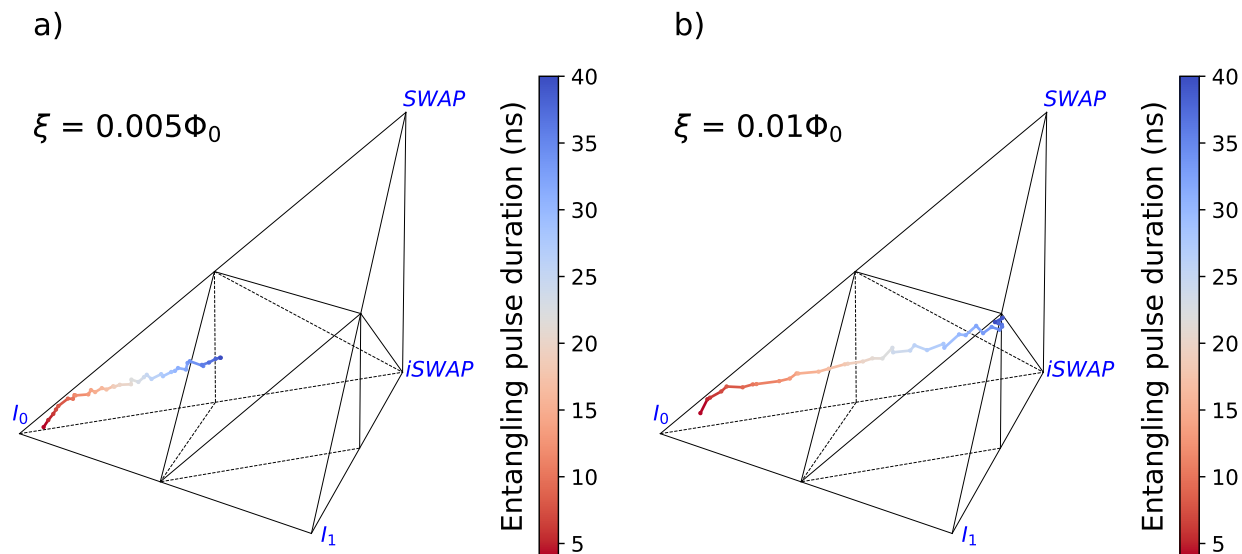 a)
ξ = 0.005Φ₀
SWAP
iSWAP
I₀
I₁
Entangling pulse duration (ns)
40
35
30
25
20
15
10
5
b)
ξ = 0.01Φ₀
SWAP
iSWAP
I₀
I₁
Entangling pulse duration (ns)
40
35
30
25
20
15
10
5